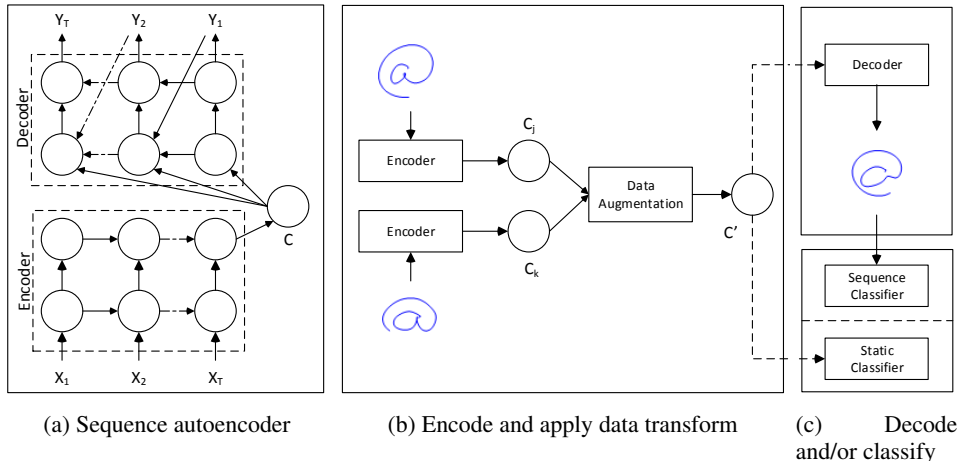 Y_T Y_2 Y_1
Decoder
C
Encoder
X_1 X_2 X_T
(a) Sequence autoencoder
@
Encoder
C_j
Data
Augmentation
C'
Encoder
C_k
@
(b) Encode and apply data transform
Decoder
@
Sequence
Classifier
Static
Classifier
(c) Decode
and/or classify